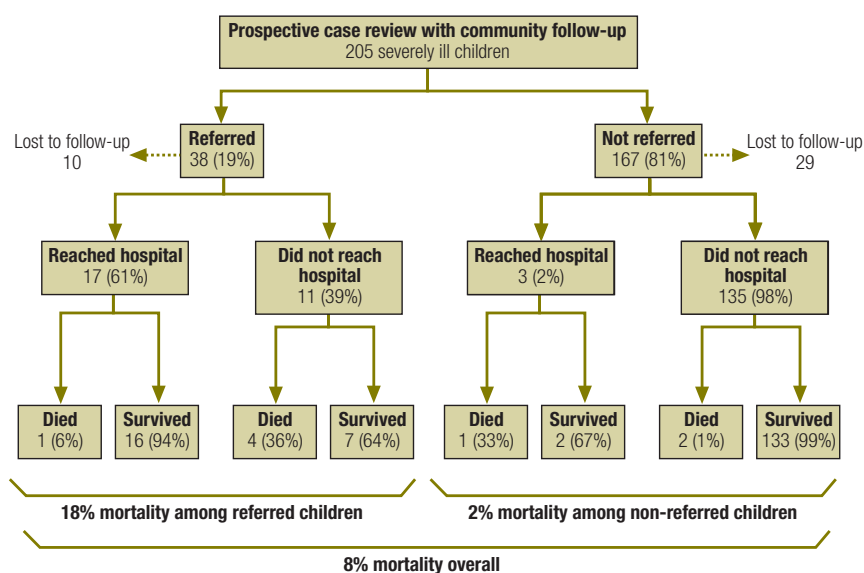 Prospective case review with community follow-up
205 severely ill children
Lost to follow-up
10
Referred
38 (19%)
Not referred
167 (81%)
Lost to follow-up
29
Reached hospital
17 (61%)
Did not reach
hospital
11 (39%)
Reached hospital
3 (2%)
Did not reach
hospital
135 (98%)
Died
1 (6%)
Survived
16 (94%)
Died
4 (36%)
Survived
7 (64%)
Died
1 (33%)
Survived
2 (67%)
Died
2 (1%)
Survived
133 (99%)
18% mortality among referred children
2% mortality among non-referred children
8% mortality overall